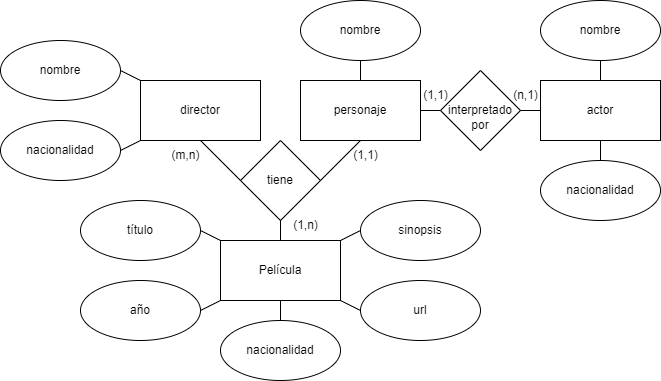 nombre
nombre
nombre
director
personaje
(1,1)
interpretado
por
(n,1)
actor
nacionalidad
(m,n)
(1,1)
tiene
nacionalidad
título
(1,n)
sinopsis
Película
año
url
nacionalidad